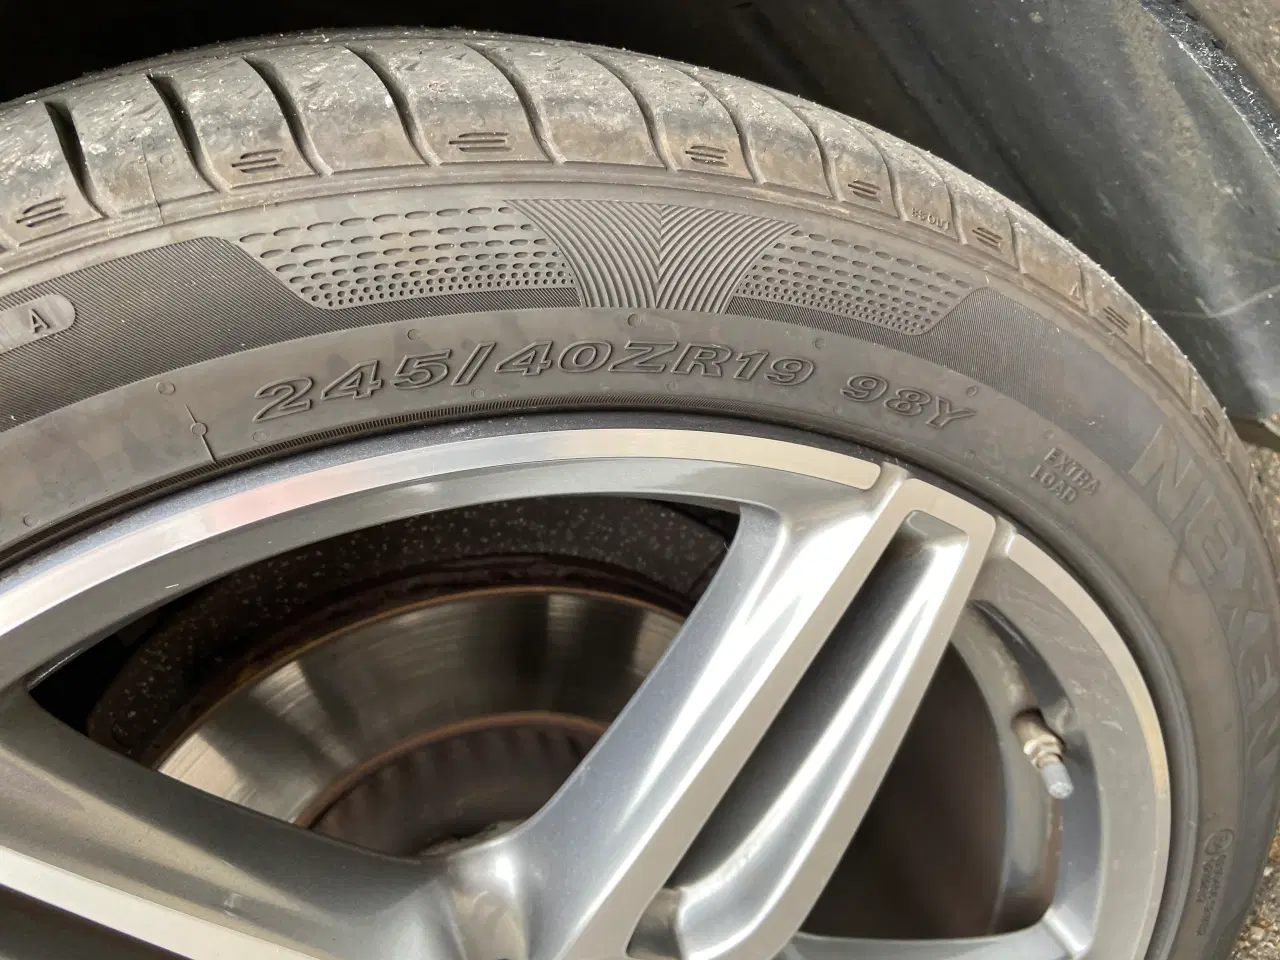 A
245/40ZR19 98Y
EXTRA
LOAD
NEXEN